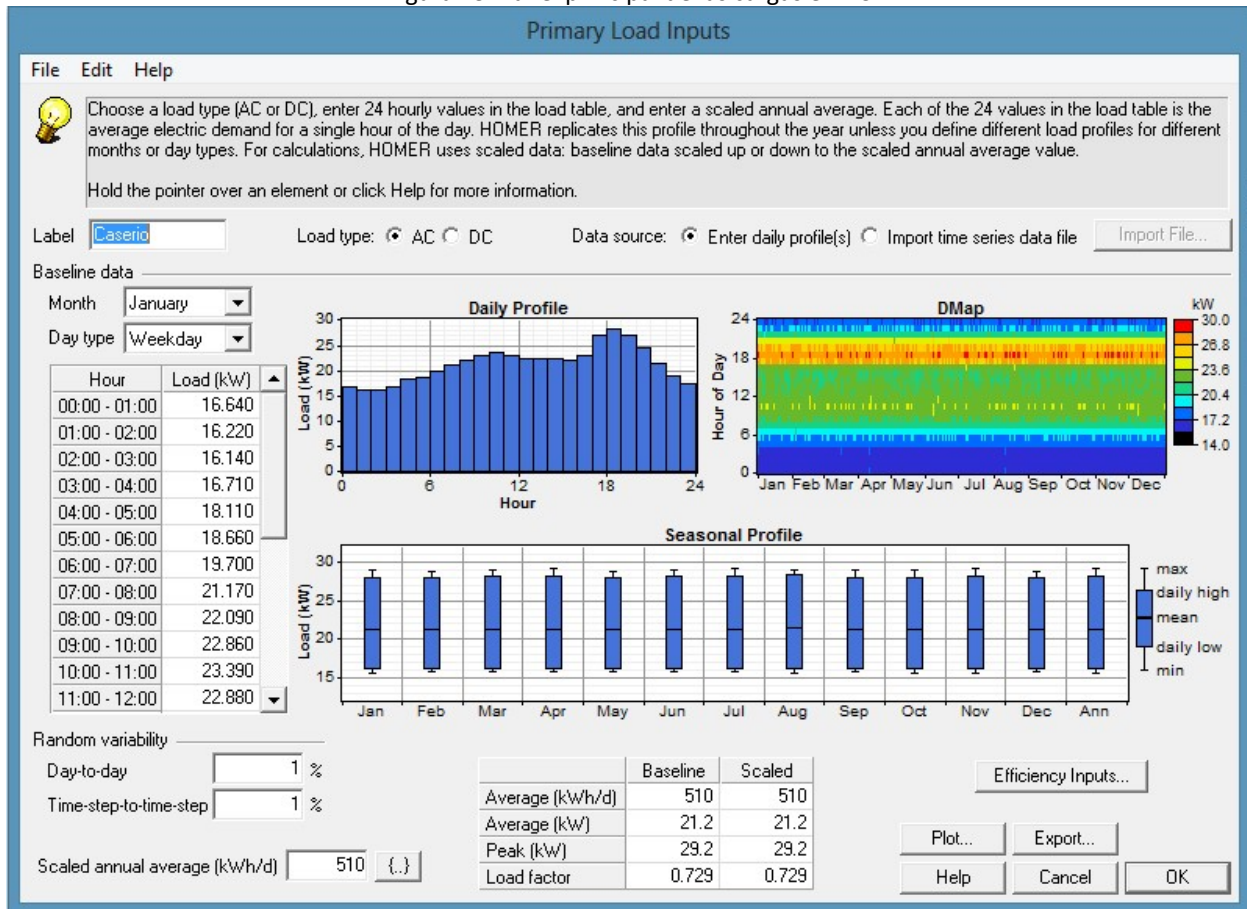 Primary Load Inputs
File Edit Help
Choose a load type (AC or DC), enter 24 hourly values in the load table, and enter a scaled annual average. Each of the 24 values in the load table is the
average electric demand for a single hour of the day. HOMER replicates this profile throughout the year unless you define different load profiles for different
months or day types. For calculations, HOMER uses scaled data: baseline data scaled up or down to the scaled annual average value.
Hold the pointer over an element or click Help for more information.
Label Caserio Load type: AC DC Data source: Enter daily profile(s) Import time series data file Import File...
Baseline data
Month January
Day type Weekday
Hour Load (kW)
00:00 - 01:00 16.640
01:00 - 02:00 16.220
02:00 - 03:00 16.140
03:00 - 04:00 16.710
04:00 - 05:00 18.110
05:00 - 06:00 18.660
06:00 - 07:00 19.700
07:00 - 08:00 21.170
08:00 - 09:00 22.090
09:00 - 10:00 22.860
10:00 - 11:00 23.390
11:00 - 12:00 22.880
Daily Profile
Load (kW)
30
25
20
15
10
5
0
0 6 12 18 24
Hour
DMap
Hour of Day
24
18
12
6
0
Jan Feb Mar Apr May Jun Jul Aug Sep Oct Nov Dec
kW
30.0
26.8
23.6
20.4
17.2
14.0
Seasonal Profile
Load (kW)
30
25
20
15
Jan Feb Mar Apr May Jun Jul Aug Sep Oct Nov Dec Ann
max
daily high
mean
daily low
min
Random variability
Day-to-day 1 %
Time-step-to-time-step 1 %
Scaled annual average (kWh/d) 510 {..}
Baseline Scaled
Average (kWh/d) 510 510
Average (kW) 21.2 21.2
Peak (kW) 29.2 29.2
Load factor 0.729 0.729
Efficiency Inputs...
Plot... Export...
Help Cancel OK